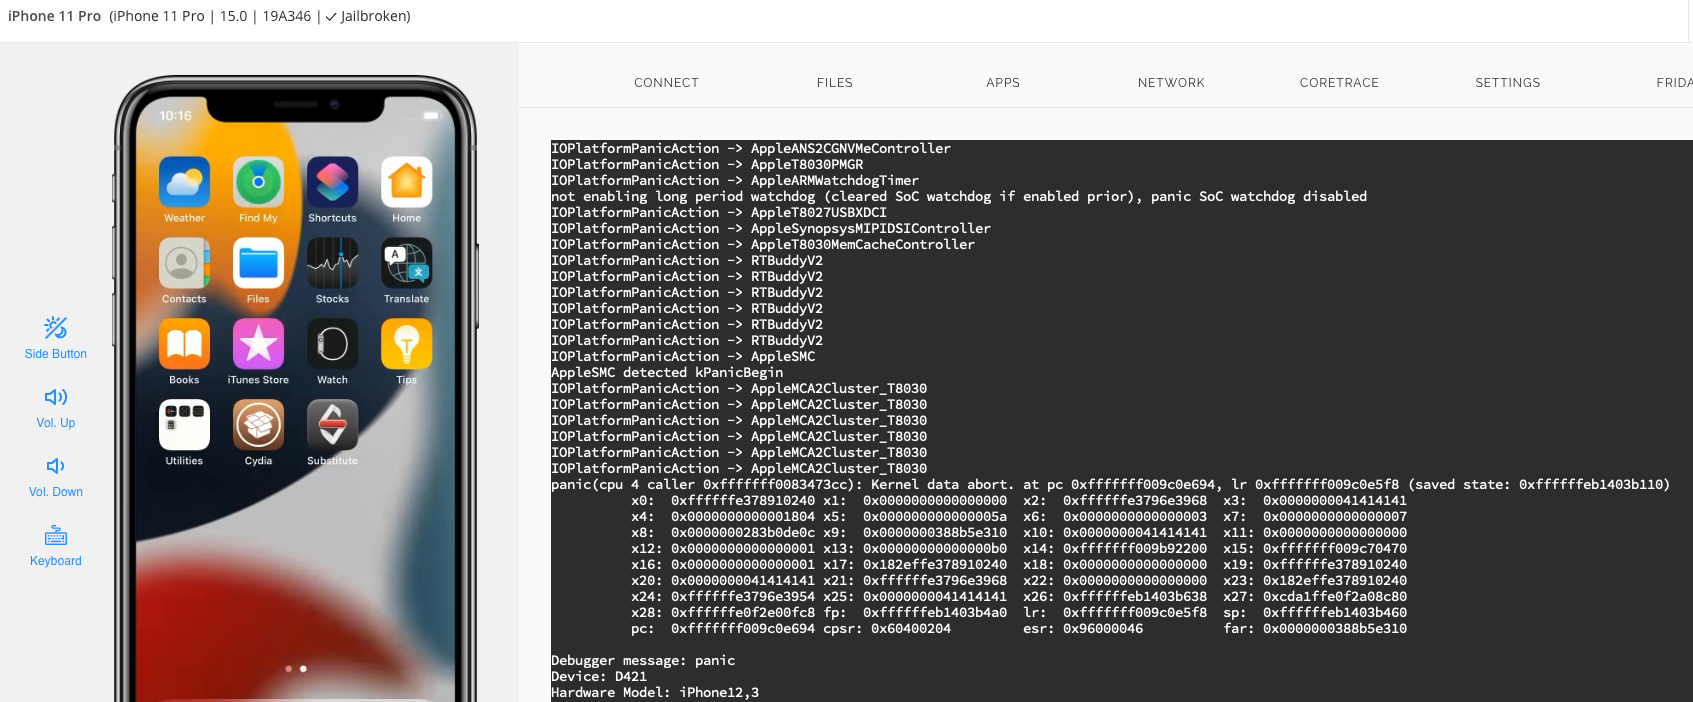 iPhone 11 Pro (iPhone 11 Pro | 15.0 | 19A346 | ✓ Jailbroken)
CONNECT FILES APPS NETWORK CORETRACE SETTINGS FRIDA
10:16
Weather Find My Shortcuts Home
Contacts Files Stocks Translate
Books iTunes Store Watch Tips
Utilities Cydia Substitute
Side Button
Vol. Up
Vol. Down
Keyboard
IOPlatformPanicAction -> AppleANS2CGNVMeController
IOPlatformPanicAction -> AppleT8030PMGR
IOPlatformPanicAction -> AppleARMWatchdogTimer
not enabling long period watchdog (cleared SoC watchdog if enabled prior), panic SoC watchdog disabled
IOPlatformPanicAction -> AppleT8027USBXDCI
IOPlatformPanicAction -> AppleSynopsysMIPIDSIController
IOPlatformPanicAction -> AppleT8030MemCacheController
IOPlatformPanicAction -> RTBuddyV2
IOPlatformPanicAction -> RTBuddyV2
IOPlatformPanicAction -> RTBuddyV2
IOPlatformPanicAction -> RTBuddyV2
IOPlatformPanicAction -> RTBuddyV2
IOPlatformPanicAction -> RTBuddyV2
IOPlatformPanicAction -> AppleSMC
AppleSMC detected kPanicBegin
IOPlatformPanicAction -> AppleMCA2Cluster_T8030
IOPlatformPanicAction -> AppleMCA2Cluster_T8030
IOPlatformPanicAction -> AppleMCA2Cluster_T8030
IOPlatformPanicAction -> AppleMCA2Cluster_T8030
IOPlatformPanicAction -> AppleMCA2Cluster_T8030
IOPlatformPanicAction -> AppleMCA2Cluster_T8030
panic(cpu 4 caller 0xfffffff0083473cc): Kernel data abort. at pc 0xfffffff009c0e694, lr 0xfffffff009c0e5f8 (saved state: 0xffffffeb1403b110)
x0: 0xffffffe378910240 x1: 0x0000000000000000 x2: 0xffffffe3796e3968 x3: 0x0000000041414141
x4: 0x0000000000001804 x5: 0x000000000000005a x6: 0x0000000000000003 x7: 0x0000000000000007
x8: 0x0000000283b0de0c x9: 0x0000000388b5e310 x10: 0x0000000041414141 x11: 0x0000000000000000
x12: 0x0000000000000001 x13: 0x00000000000000b0 x14: 0xfffffff009b92200 x15: 0xfffffff009c70470
x16: 0x0000000000000001 x17: 0x182effe378910240 x18: 0x0000000000000000 x19: 0xffffffe378910240
x20: 0x0000000041414141 x21: 0xffffffe3796e3968 x22: 0x0000000000000000 x23: 0x182effe378910240
x24: 0xffffffe3796e3954 x25: 0x0000000041414141 x26: 0xffffffeb1403b638 x27: 0xcda1ffe0f2a08c80
x28: 0xffffffe0f2e00fc8 fp: 0xffffffeb1403b4a0 lr: 0xfffffff009c0e5f8 sp: 0xffffffeb1403b460
pc: 0xfffffff009c0e694 cpsr: 0x60400204 esr: 0x96000046 far: 0x0000000388b5e310
Debugger message: panic
Device: D421
Hardware Model: iPhone12,3